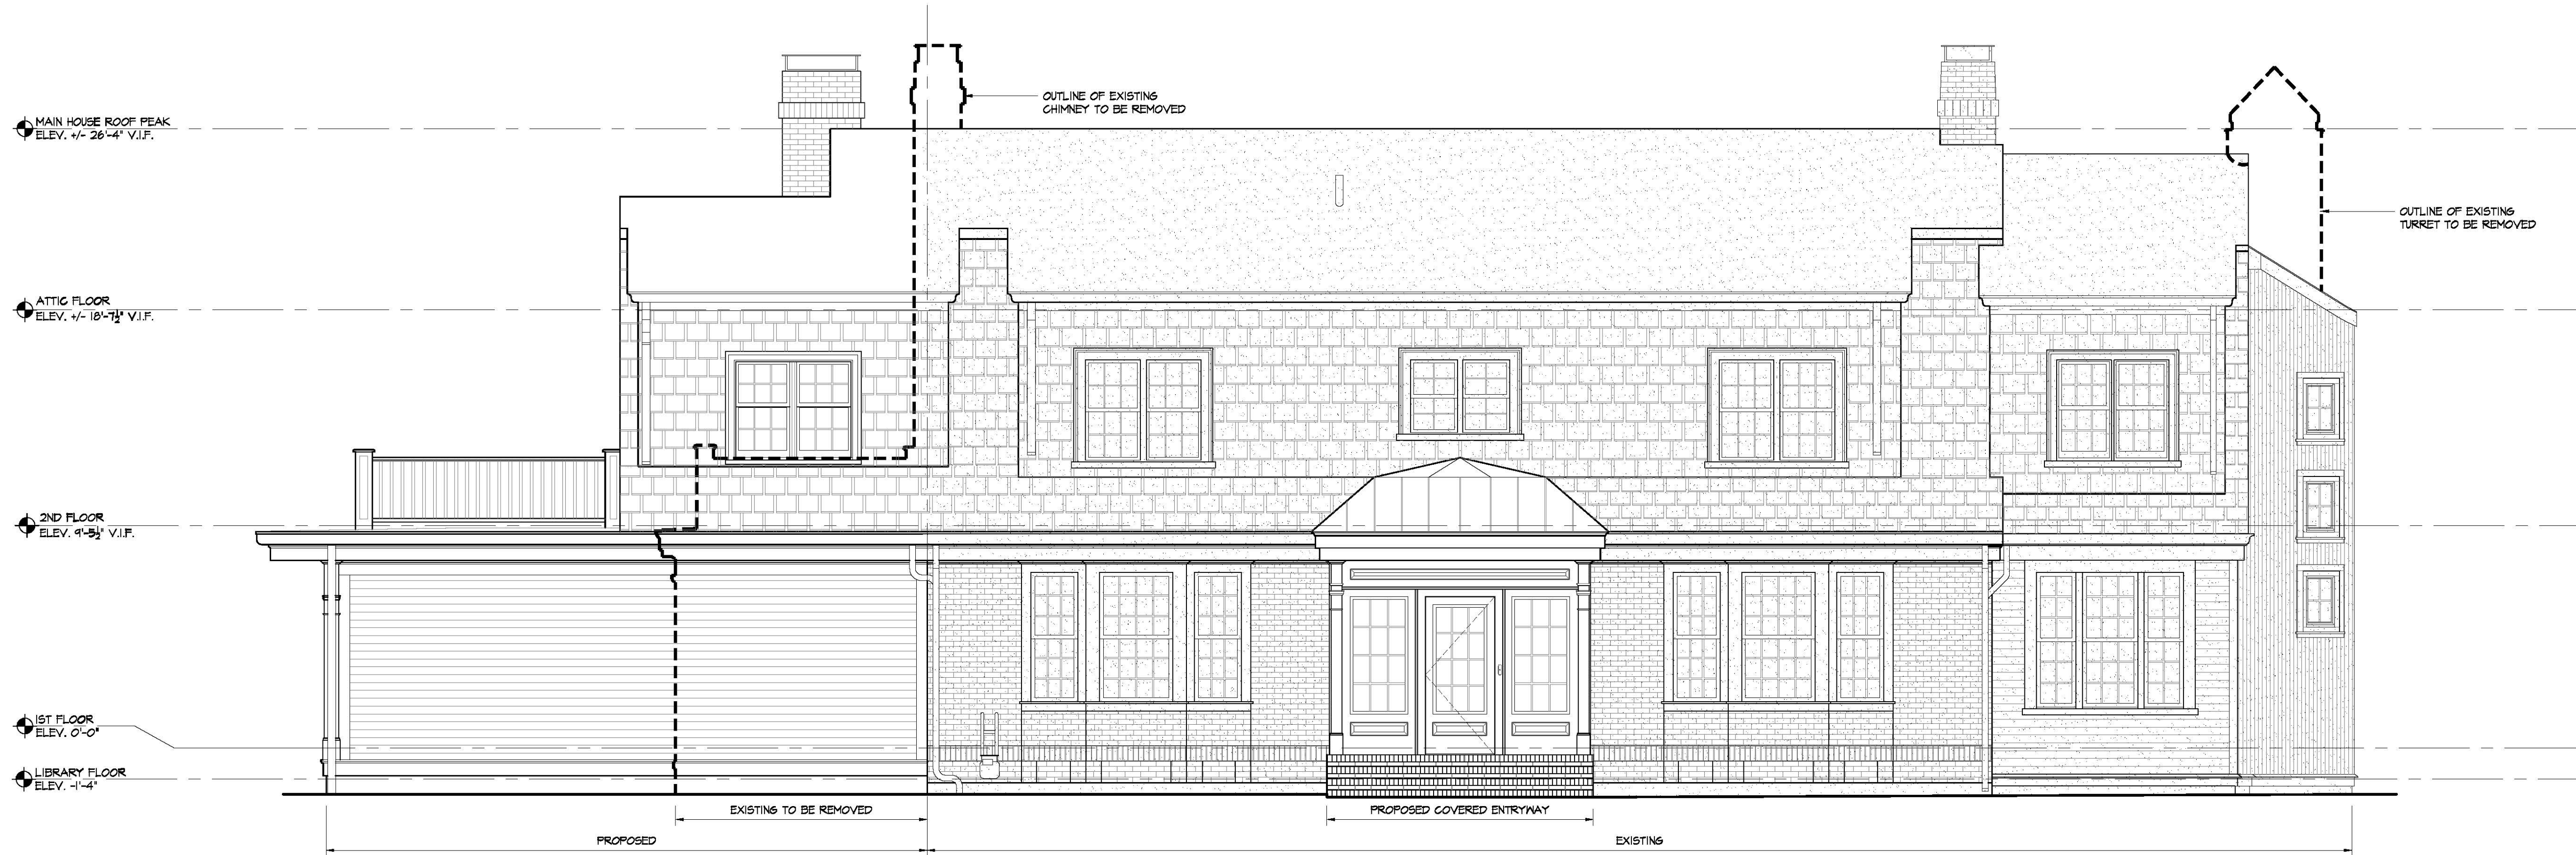 OUTLINE OF EXISTING
CHIMNEY TO BE REMOVED
MAIN HOUSE ROOF PEAK
ELEV. +/- 26'-4" V.I.F.
OUTLINE OF EXISTING
TURRET TO BE REMOVED
ATTIC FLOOR
ELEV. +/- 18'-7½" V.I.F.
2ND FLOOR
ELEV. 9'-5½" V.I.F.
1ST FLOOR
ELEV. 0'-0"
LIBRARY FLOOR
ELEV. -1'-4"
EXISTING TO BE REMOVED
PROPOSED COVERED ENTRYWAY
PROPOSED
EXISTING